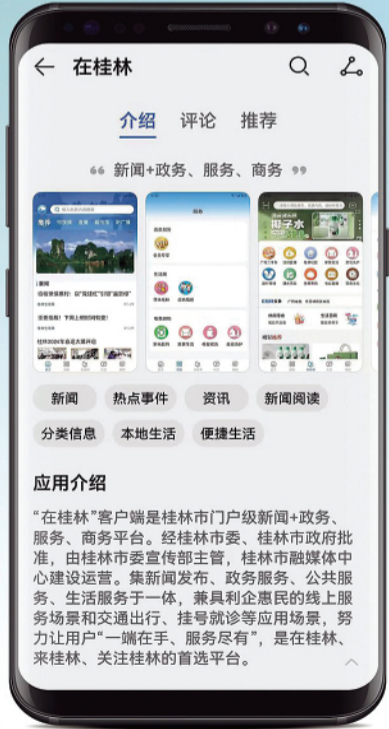 在桂林
介绍 评论 推荐
“新闻+政务、服务、商务”
推荐
新闻
椰子水
新闻 热点事件 资讯 新闻阅读
分类信息 本地生活 便捷生活
应用介绍
“在桂林”客户端是桂林市门户级新闻+政务、
服务、商务平台。经桂林市委、桂林市政府批
准，由桂林市委宣传部主管，桂林市融媒体中
心建设运营。集新闻发布、政务服务、公共服
务、生活服务于一体，兼具利企惠民的线上服
务场景和交通出行、挂号就诊等应用场景，努
力让用户“一端在手、服务尽有”，是在桂林、
来桂林、关注桂林的首选平台。